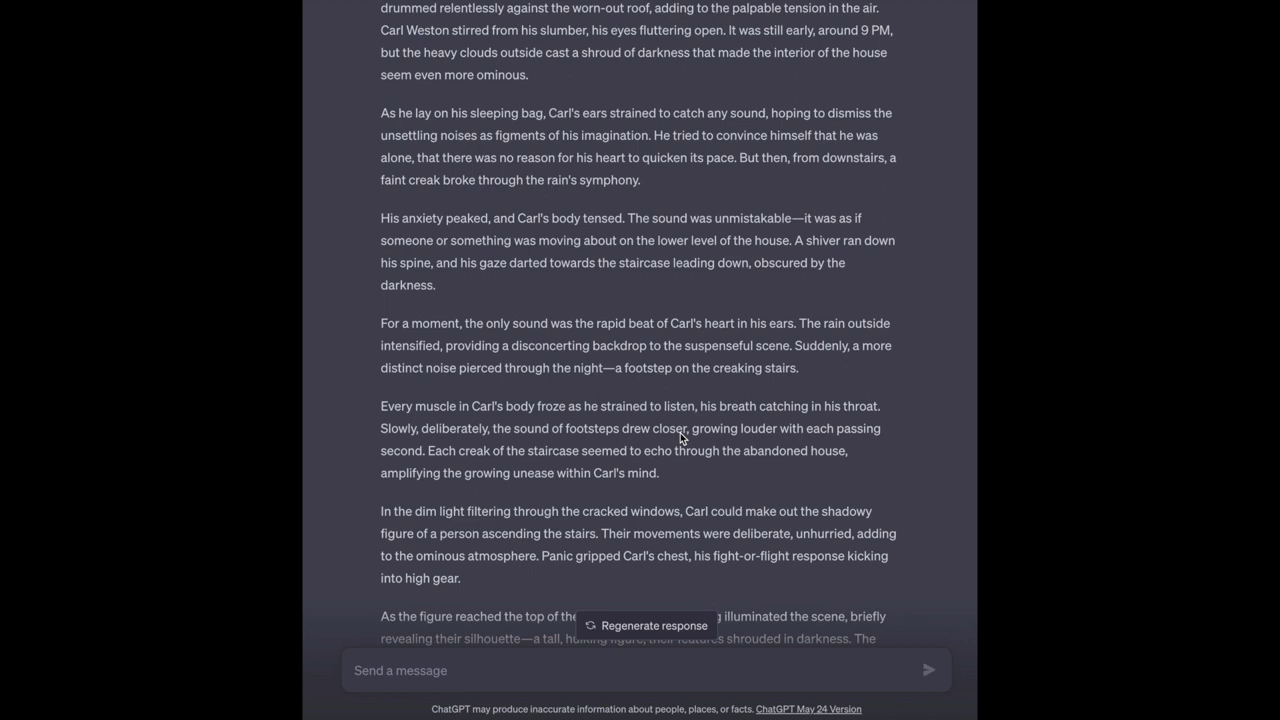 drummed relentlessly against the worn-out roof, adding to the palpable tension in the air.
Carl Weston stirred from his slumber, his eyes fluttering open. It was still early, around 9 PM,
but the heavy clouds outside cast a shroud of darkness that made the interior of the house
seem even more ominous.
As he lay on his sleeping bag, Carl's ears strained to catch any sound, hoping to dismiss the
unsettling noises as figments of his imagination. He tried to convince himself that he was
alone, that there was no reason for his heart to quicken its pace. But then, from downstairs, a
faint creak broke through the rain's symphony.
His anxiety peaked, and Carl's body tensed. The sound was unmistakable—it was as if
someone or something was moving about on the lower level of the house. A shiver ran down
his spine, and his gaze darted towards the staircase leading down, obscured by the
darkness.
For a moment, the only sound was the rapid beat of Carl's heart in his ears. The rain outside
intensified, providing a disconcerting backdrop to the suspenseful scene. Suddenly, a more
distinct noise pierced through the night—a footstep on the creaking stairs.
Every muscle in Carl's body froze as he strained to listen, his breath catching in his throat.
Slowly, deliberately, the sound of footsteps drew closer, growing louder with each passing
second. Each creak of the staircase seemed to echo through the abandoned house,
amplifying the growing unease within Carl's mind.
In the dim light filtering through the cracked windows, Carl could make out the shadowy
figure of a person ascending the stairs. Their movements were deliberate, unhurried, adding
to the ominous atmosphere. Panic gripped Carl's chest, his fight-or-flight response kicking
into high gear.
As the figure reached the top of the illuminated the scene, briefly
Regenerate response
revealing their silhouette—a tall, hulking figure, their features shrouded in darkness. The
Send a message
ChatGPT may produce inaccurate information about people, places, or facts. ChatGPT May 24 Version